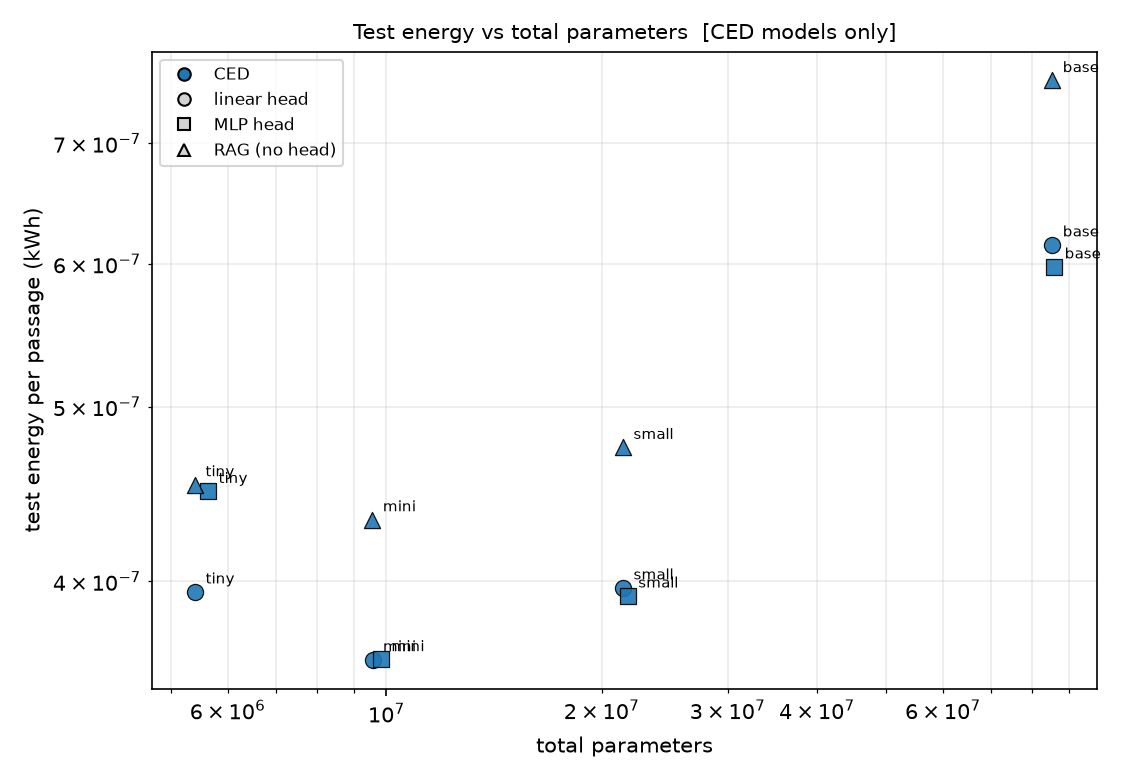 Test energy vs total parameters  [CED models only]
CED
linear head
MLP head
RAG (no head)
test energy per passage (kWh)
7 × 10⁻⁷
6 × 10⁻⁷
5 × 10⁻⁷
4 × 10⁻⁷
base
base
base
small
tiny
tiny
mini
small
small
tiny
mini
mini
6 × 10⁶
10⁷
2 × 10⁷
3 × 10⁷
4 × 10⁷
6 × 10⁷
total parameters